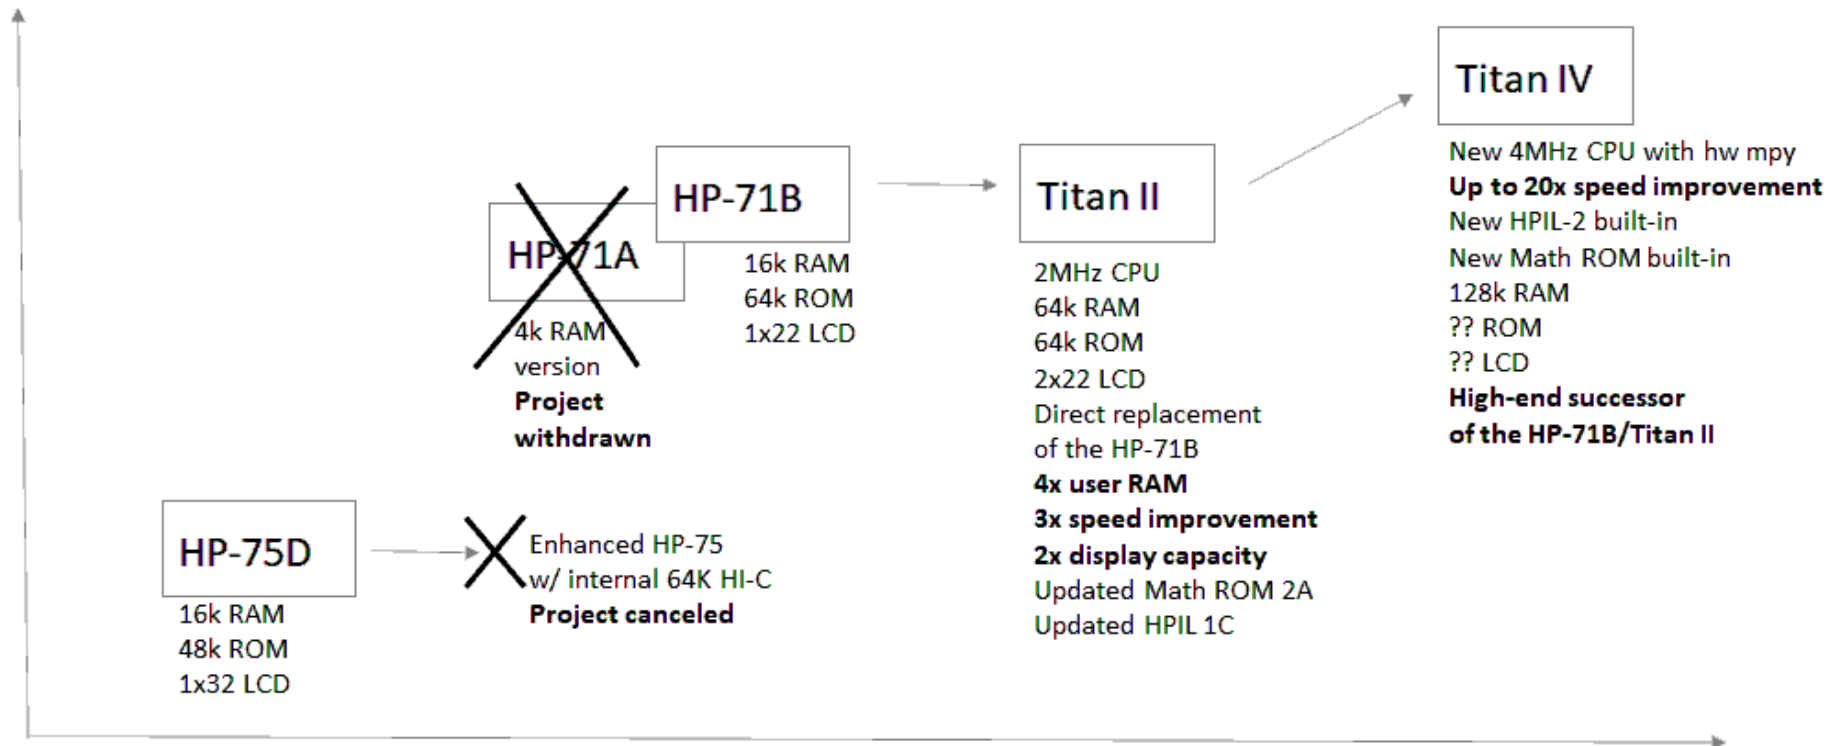 Titan IV
New 4MHz CPU with hw mpy
Up to 20x speed improvement
New HPIL-2 built-in
New Math ROM built-in
128k RAM
?? ROM
?? LCD
High-end successor
of the HP-71B/Titan II
HP-71B
16k RAM
64k ROM
1x22 LCD
Titan II
2MHz CPU
64k RAM
64k ROM
2x22 LCD
Direct replacement
of the HP-71B
4x user RAM
3x speed improvement
2x display capacity
Updated Math ROM 2A
Updated HPIL 1C
HP-71A
4k RAM
version
Project
withdrawn
HP-75D
16k RAM
48k ROM
1x32 LCD
Enhanced HP-75
w/ internal 64K HI-C
Project canceled